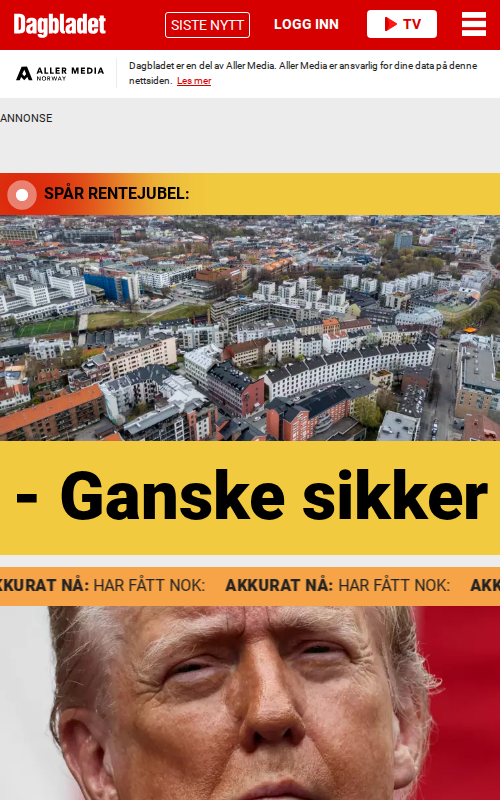 Dagbladet
SISTE NYTT
LOGG INN
TV
ALLER MEDIA
NORWAY
Dagbladet er en del av Aller Media. Aller Media er ansvarlig for dine data på denne
nettsiden. Les mer
ANNONSE
SPÅR RENTEJUBEL:
- Ganske sikker
KKURAT NÅ: HAR FÅTT NOK: AKKURAT NÅ: HAR FÅTT NOK: AKK